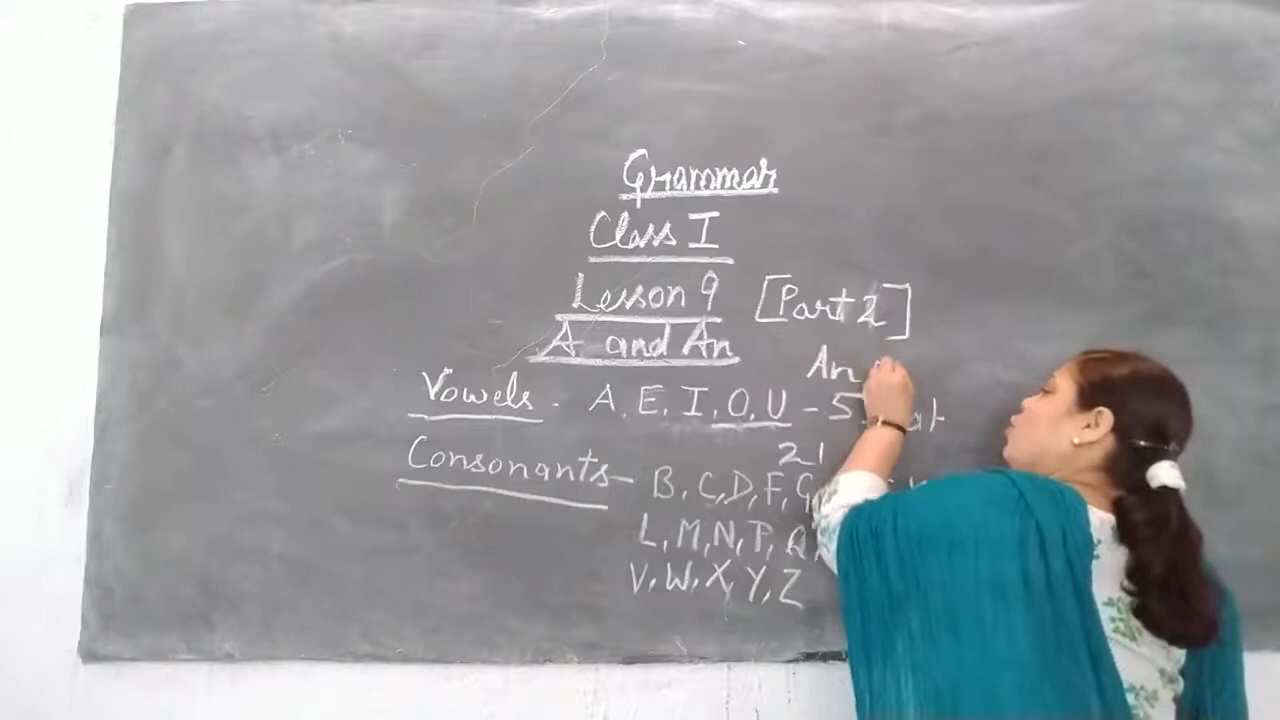 Grammar
Class I
Lesson 9 [Part 2]
A and An
An
Vowels - A, E, I, O, U - 5
21
Consonants - B, C, D, F, G
L, M, N, P, Q,
V, W, X, Y, Z